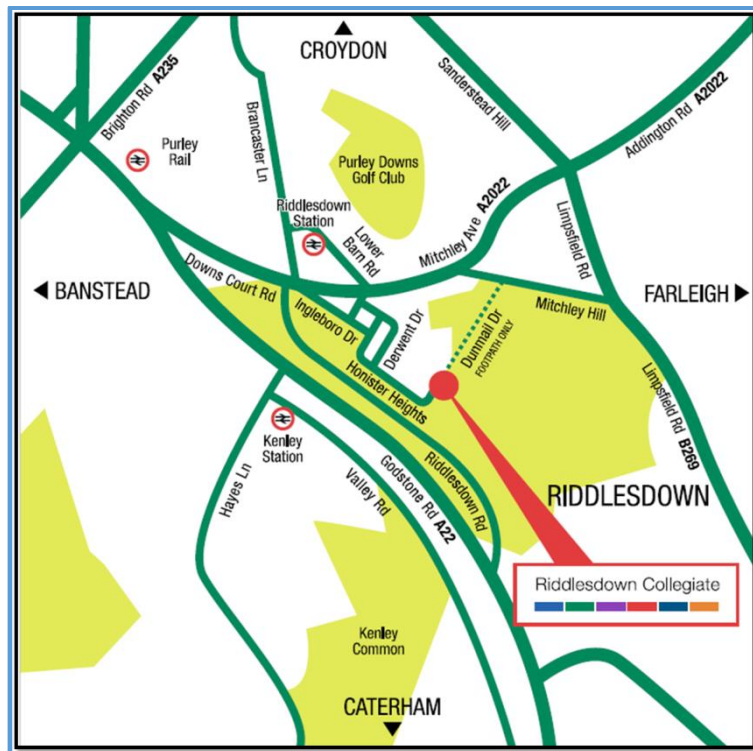 CROYDON
Brighton Rd A235
Purley
Rail
Brancaster Ln
Sanderstead Hill
Addington Rd A2022
Purley Downs
Golf Club
Riddlesdown
Station
Lower
Barn Rd
Mitchley Ave A2022
Limpsfield Rd
BANSTEAD
Downs Court Rd
Ingleboro Dr
Derwent Dr
Dunmail Dr
FOOTPATH ONLY
Mitchley Hill
FARLEIGH
Honister Heights
Limpsfield Rd B269
Kenley
Station
Hayes Ln
Valley Rd
Godstone Rd A22
Riddlesdown Rd
RIDDLESDOWN
Riddlesdown Collegiate
Kenley
Common
CATERHAM